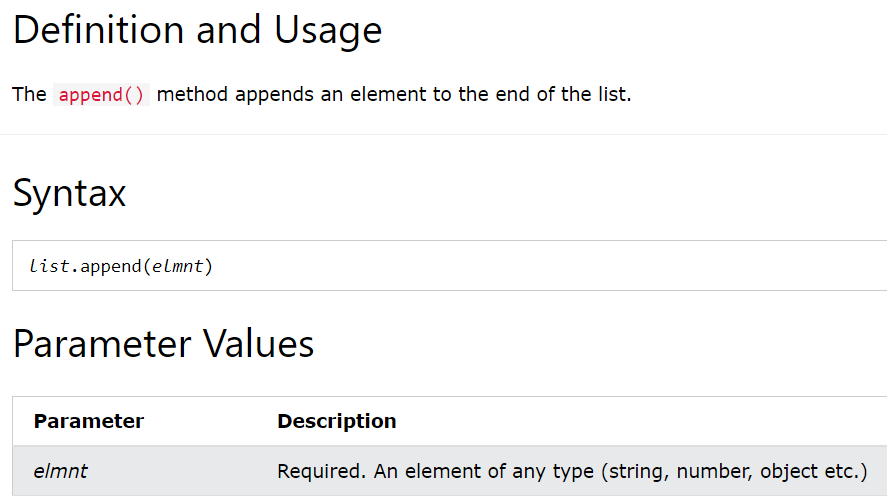 Definition and Usage
The append() method appends an element to the end of the list.
Syntax
list.append(elmnt)
Parameter Values
Parameter Description
elmnt Required. An element of any type (string, number, object etc.)